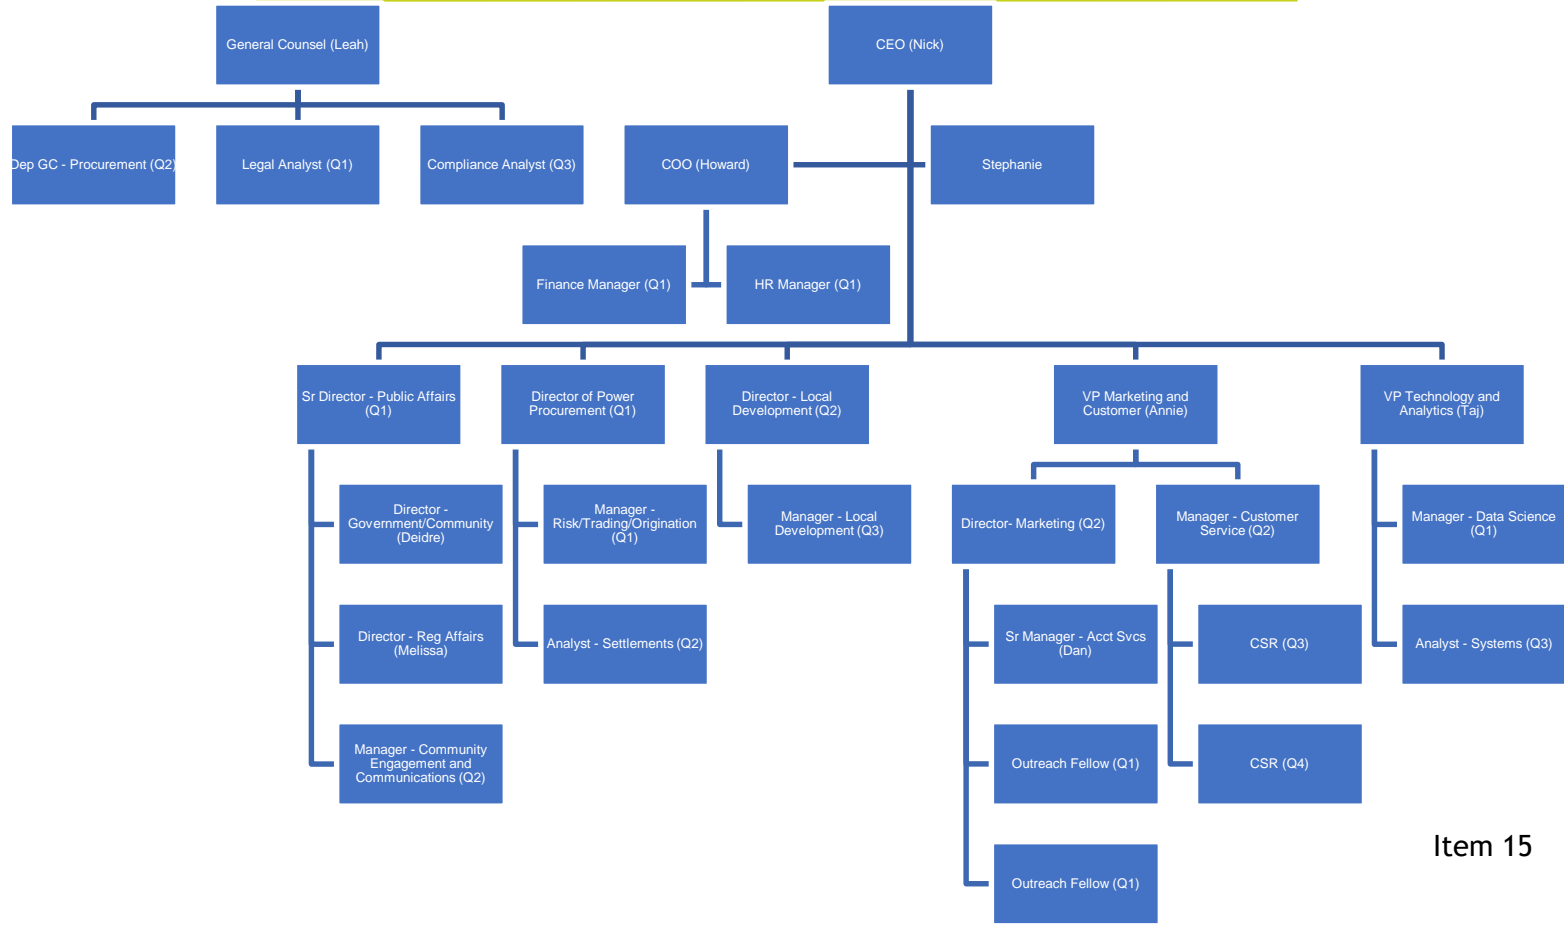 General Counsel (Leah)
CEO (Nick)
Dep GC - Procurement (Q2)
Legal Analyst (Q1)
Compliance Analyst (Q3)
COO (Howard)
Stephanie
Finance Manager (Q1)
HR Manager (Q1)
Sr Director - Public Affairs
(Q1)
Director of Power
Procurement (Q1)
Director - Local
Development (Q2)
VP Marketing and
Customer (Annie)
VP Technology and
Analytics (Taj)
Director -
Government/Community
(Deidre)
Manager -
Risk/Trading/Origination
(Q1)
Manager - Local
Development (Q3)
Director- Marketing (Q2)
Manager - Customer
Service (Q2)
Manager - Data Science
(Q1)
Director - Reg Affairs
(Melissa)
Analyst - Settlements (Q2)
Sr Manager - Acct Svcs
(Dan)
CSR (Q3)
Analyst - Systems (Q3)
Manager - Community
Engagement and
Communications (Q2)
Outreach Fellow (Q1)
CSR (Q4)
Outreach Fellow (Q1)
Item 15